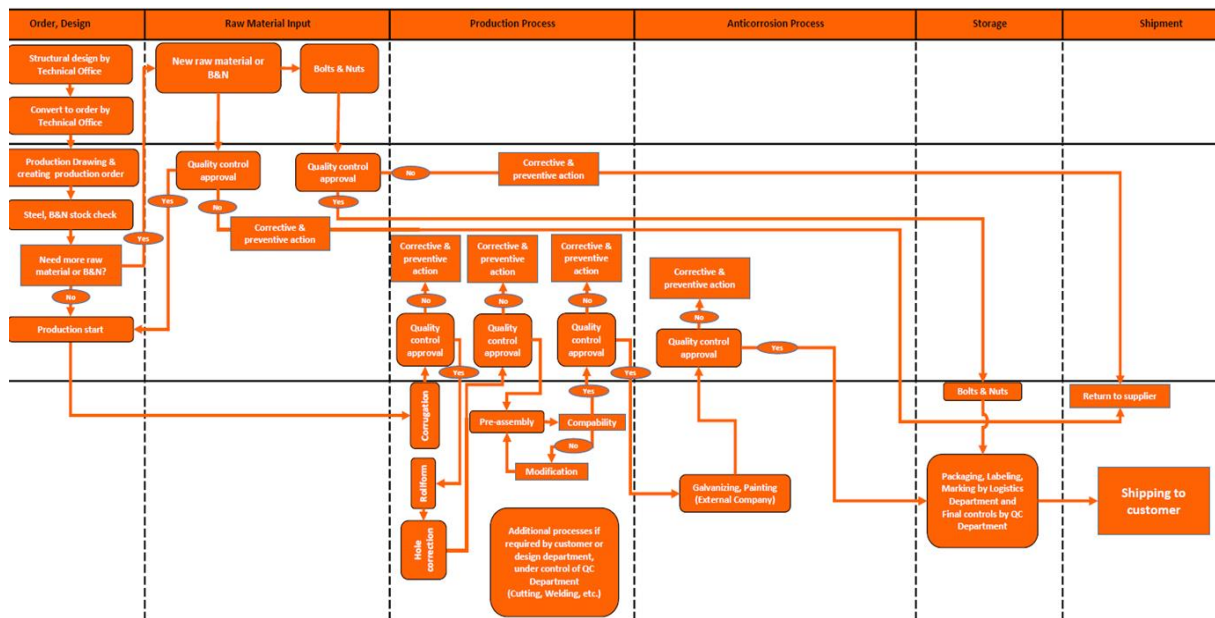 Order, Design
Raw Material Input
Production Process
Anticorrosion Process
Storage
Shipment
Structural design by
Technical Office
New raw material or
B&N
Bolts & Nuts
Convert to order by
Technical Office
Production Drawing &
creating production order
Quality control
approval
Quality control
approval
No
Corrective &
preventive action
Yes
No
Yes
Steel, B&N stock check
Corrective &
preventive action
Yes
Need more raw
material or B&N?
Corrective &
preventive action
Corrective &
preventive action
Corrective &
preventive action
Corrective &
preventive action
No
No
No
No
No
Production start
Quality
control
approval
Quality
control
approval
Quality
control
approval
Quality control
approval
Yes
Yes
Yes
Yes
Corrugation
Pre-assembly
Compability
No
Modification
Bolts & Nuts
Return to supplier
Rollform
Hole
correction
Galvanizing, Painting
(External Company)
Packaging, Labeling,
Marking by Logistics
Department and
Final controls by QC
Department
Shipping to
customer
Additional processes if
required by customer or
design department,
under control of QC
Department
(Cutting, Welding, etc.)